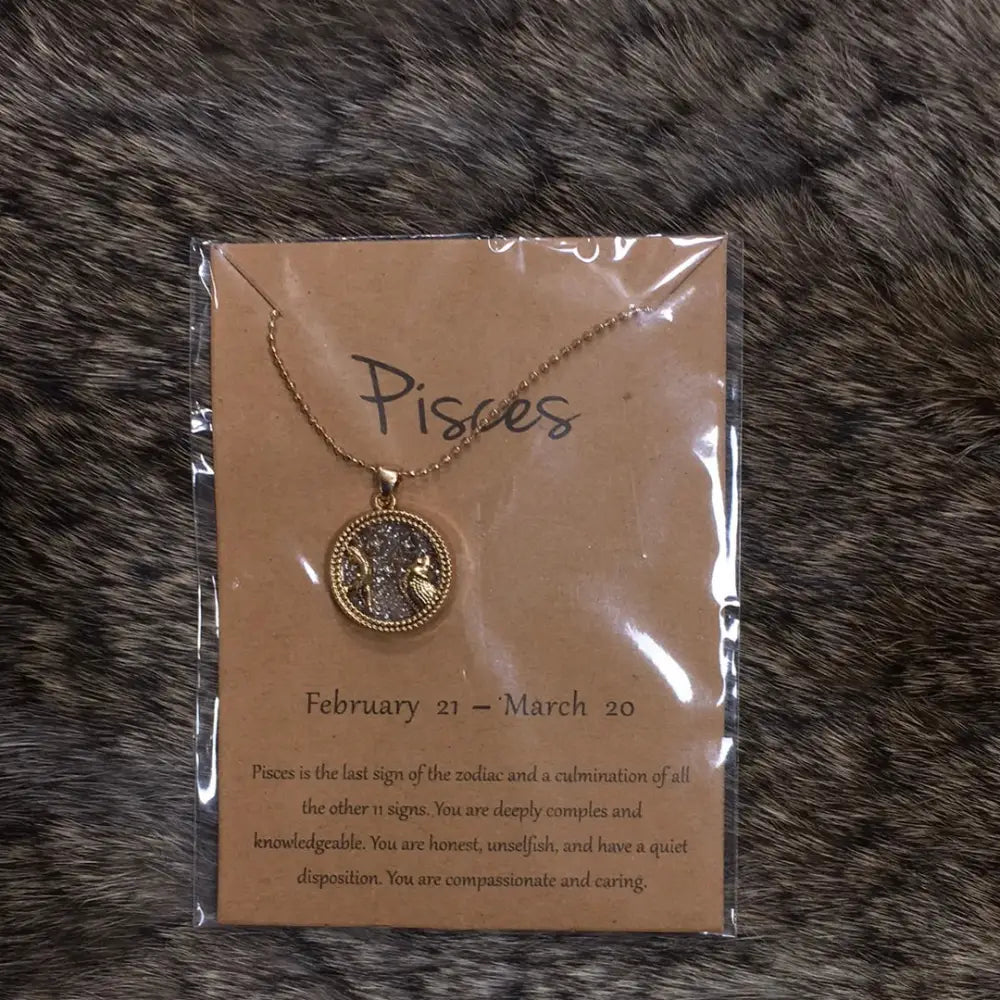 Pisces
February 21 – March 20
Pisces is the last sign of the zodiac and a culmination of all
the other 11 signs. You are deeply comples and
knowledgeable. You are honest, unselfish, and have a quiet
disposition. You are compassionate and caring.